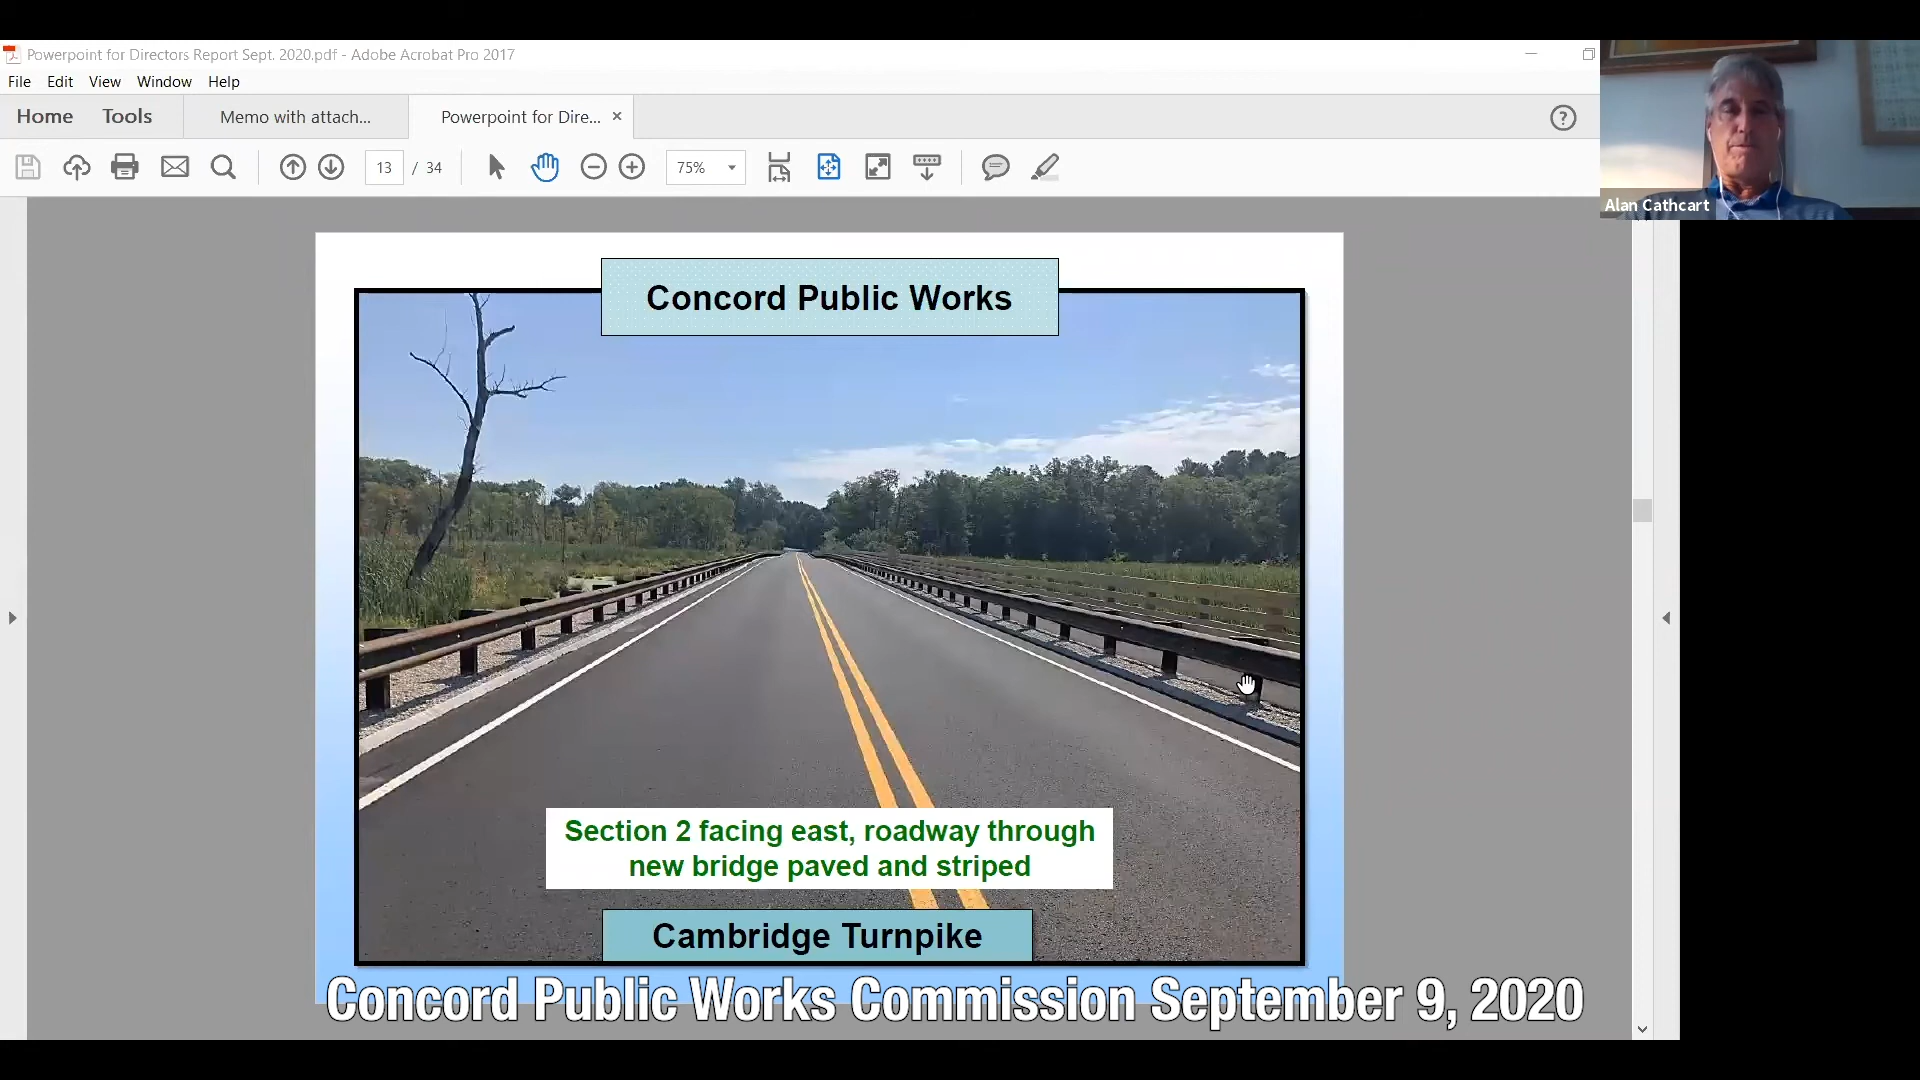 Powerpoint for Directors Report Sept. 2020.pdf - Adobe Acrobat Pro 2017
File Edit View Window Help
Home Tools Memo with attach... Powerpoint for Dire... ×
13 / 34 75%
?
Alan Cathcart
Concord Public Works
Section 2 facing east, roadway through
new bridge paved and striped
Cambridge Turnpike
Concord Public Works Commission September 9, 2020